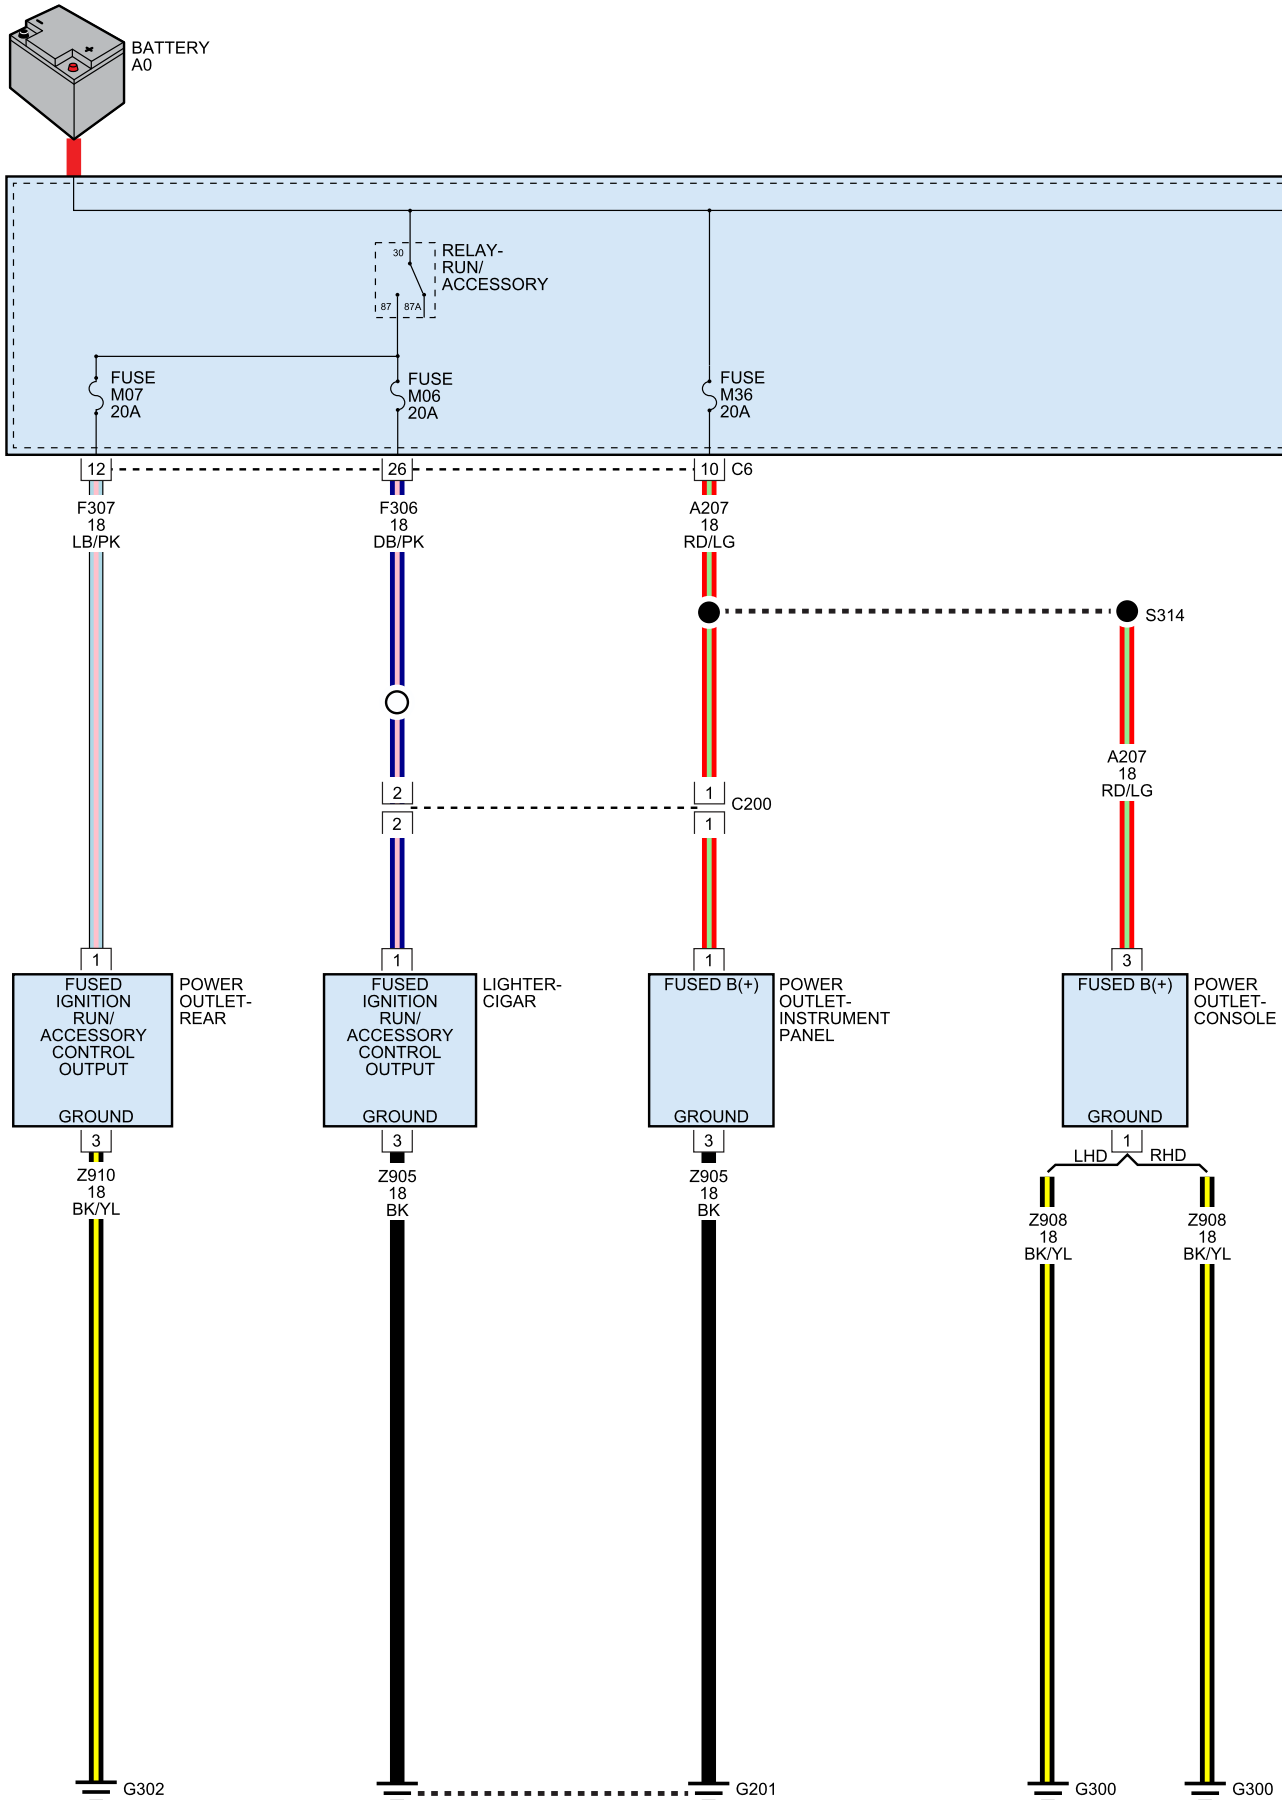 BATTERY
A0
30
RELAY-
RUN/
ACCESSORY
87
87A
FUSE
M07
20A
FUSE
M06
20A
FUSE
M36
20A
12
26
10
C6
F307
18
LB/PK
F306
18
DB/PK
A207
18
RD/LG
S314
A207
18
RD/LG
2
1
C200
2
1
1
1
1
3
FUSED
IGNITION
RUN/
ACCESSORY
CONTROL
OUTPUT
GROUND
POWER
OUTLET-
REAR
FUSED
IGNITION
RUN/
ACCESSORY
CONTROL
OUTPUT
GROUND
LIGHTER-
CIGAR
FUSED B(+)
GROUND
POWER
OUTLET-
INSTRUMENT
PANEL
FUSED B(+)
GROUND
POWER
OUTLET-
CONSOLE
3
3
3
1
LHD
RHD
Z910
18
BK/YL
Z905
18
BK
Z905
18
BK
Z908
18
BK/YL
Z908
18
BK/YL
G302
G201
G300
G300